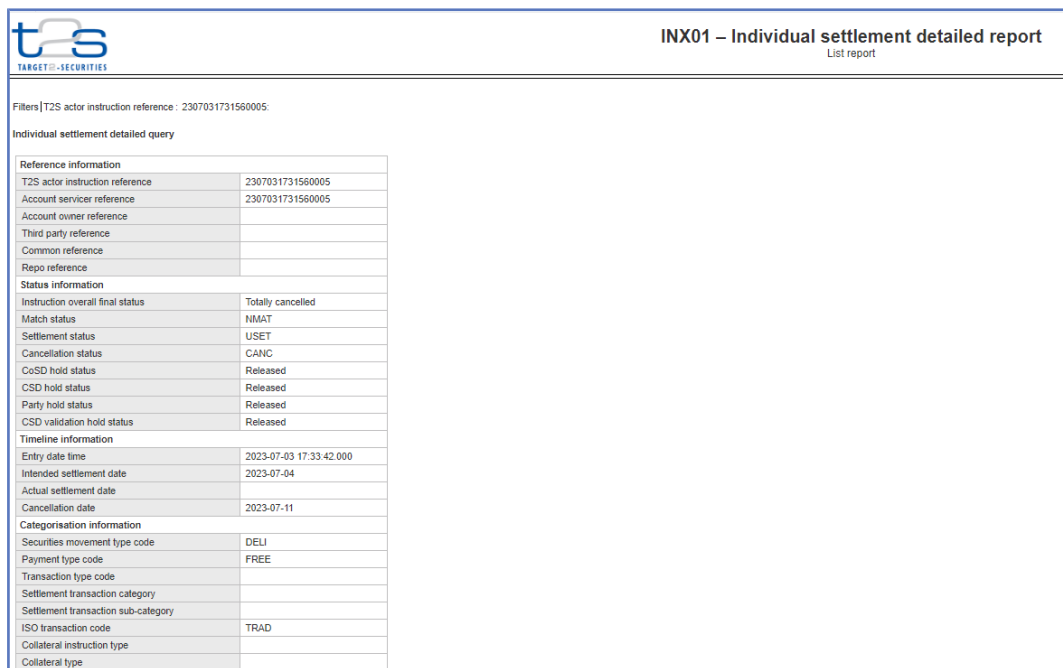 t2s
TARGET2-SECURITIES
INX01 – Individual settlement detailed report
List report
Filters|T2S actor instruction reference : 2307031731560005:
Individual settlement detailed query
Reference information
T2S actor instruction reference 2307031731560005
Account servicer reference 2307031731560005
Account owner reference
Third party reference
Common reference
Repo reference
Status information
Instruction overall final status Totally cancelled
Match status NMAT
Settlement status USET
Cancellation status CANC
CoSD hold status Released
CSD hold status Released
Party hold status Released
CSD validation hold status Released
Timeline information
Entry date time 2023-07-03 17:33:42.000
Intended settlement date 2023-07-04
Actual settlement date
Cancellation date 2023-07-11
Categorisation information
Securities movement type code DELI
Payment type code FREE
Transaction type code
Settlement transaction category
Settlement transaction sub-category
ISO transaction code TRAD
Collateral instruction type
Collateral type